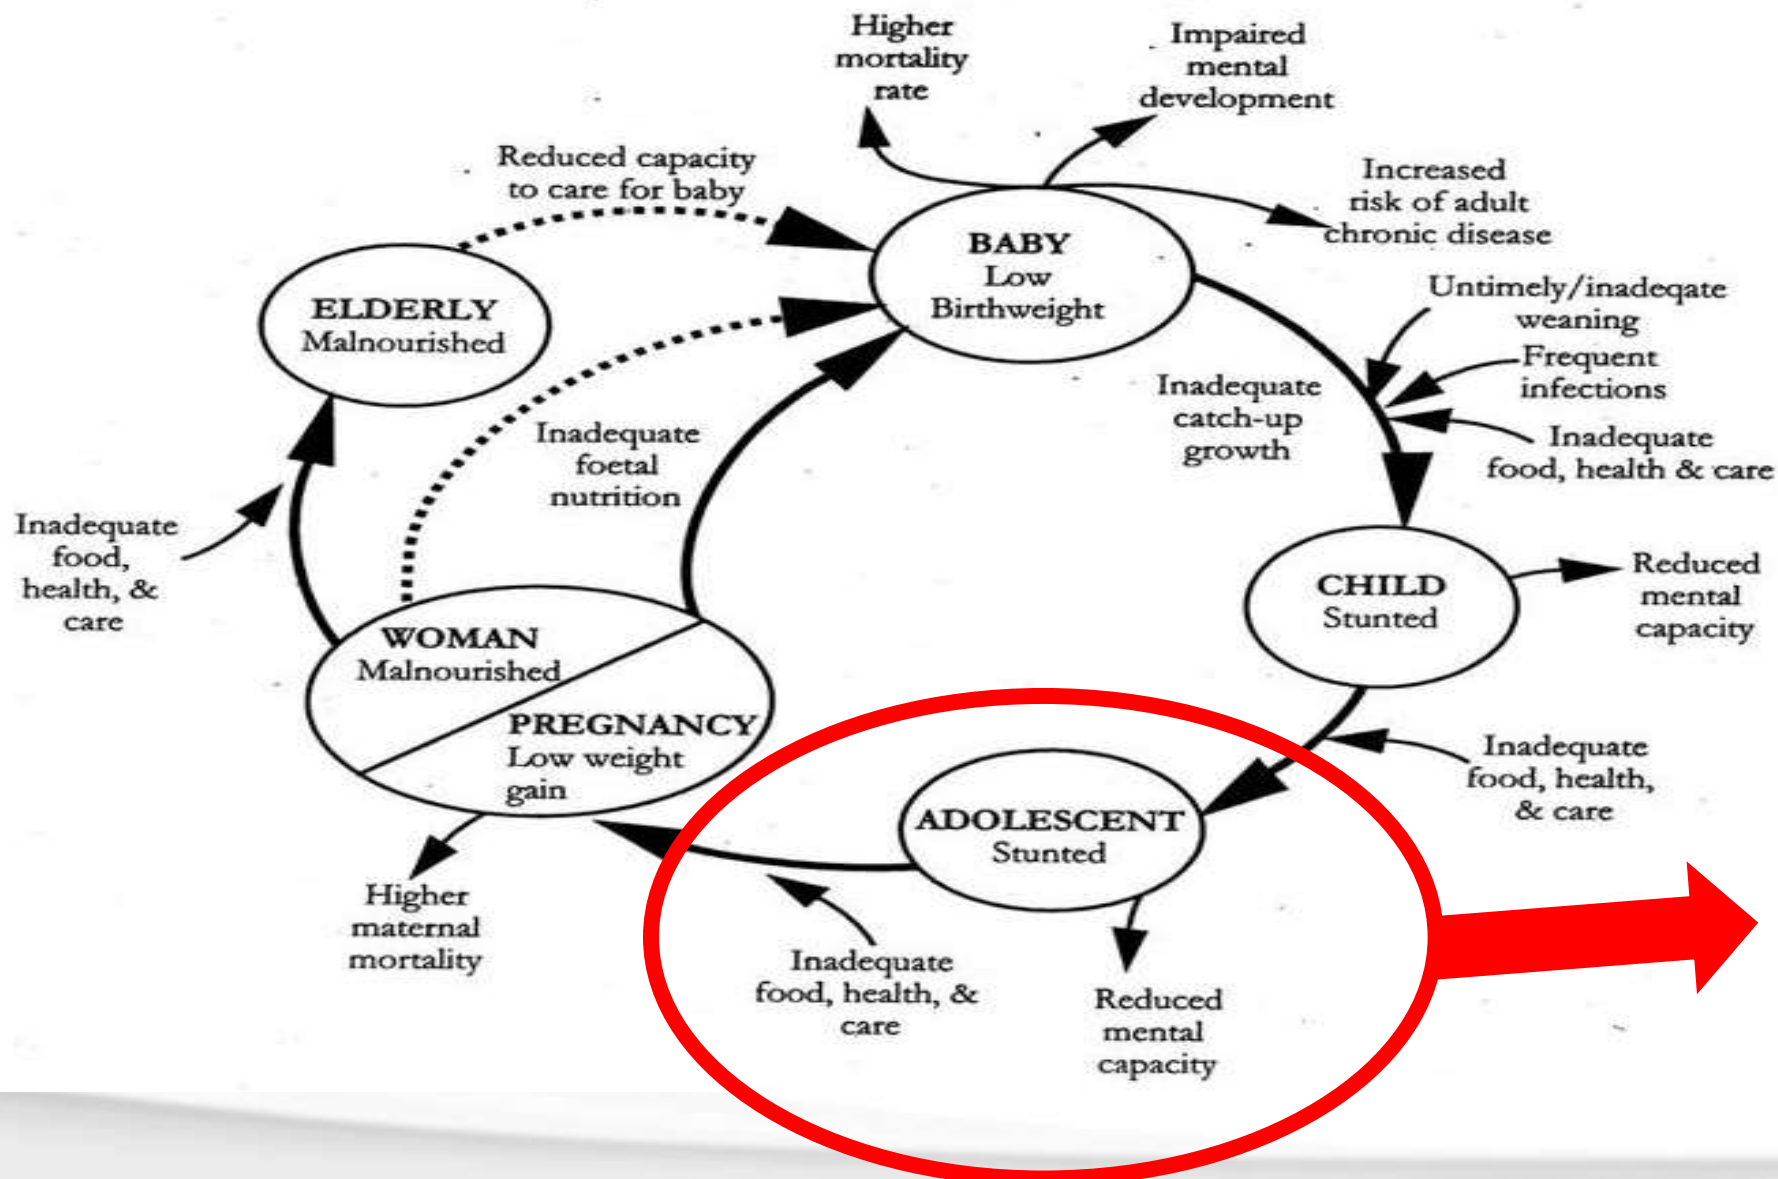 Higher
mortality
rate
Impaired
mental
development
Increased
risk of adult
chronic disease
Reduced capacity
to care for baby
BABY
Low
Birthweight
ELDERLY
Malnourished
Untimely/inadeqate
weaning
Frequent
infections
Inadequate
food, health & care
Inadequate
catch-up
growth
Inadequate
foetal
nutrition
Inadequate
food,
health, &
care
CHILD
Stunted
Reduced
mental
capacity
WOMAN
Malnourished
PREGNANCY
Low weight
gain
ADOLESCENT
Stunted
Inadequate
food, health,
& care
Higher
maternal
mortality
Inadequate
food, health, &
care
Reduced
mental
capacity